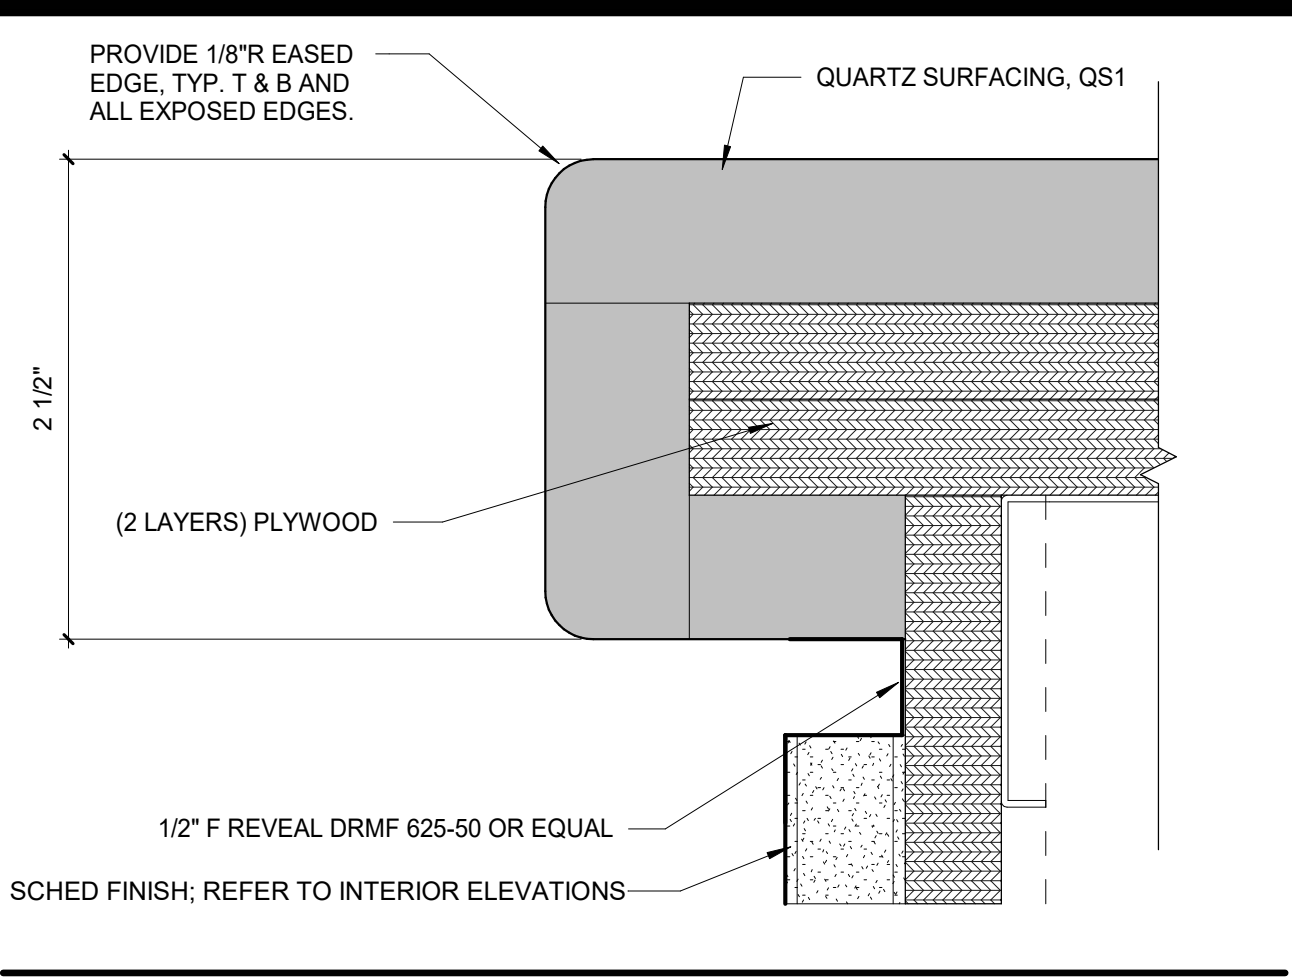 PROVIDE 1/8"R EASED
EDGE, TYP. T & B AND
ALL EXPOSED EDGES.
QUARTZ SURFACING, QS1
2 1/2"
(2 LAYERS) PLYWOOD
1/2" F REVEAL DRMF 625-50 OR EQUAL
SCHED FINISH; REFER TO INTERIOR ELEVATIONS